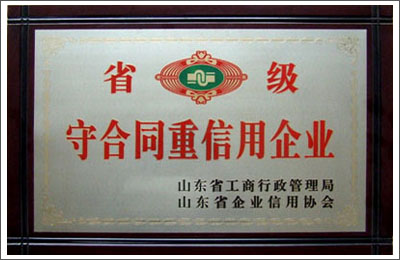 省 级
守合同重信用企业
山东省工商行政管理局
山东省企业信用协会